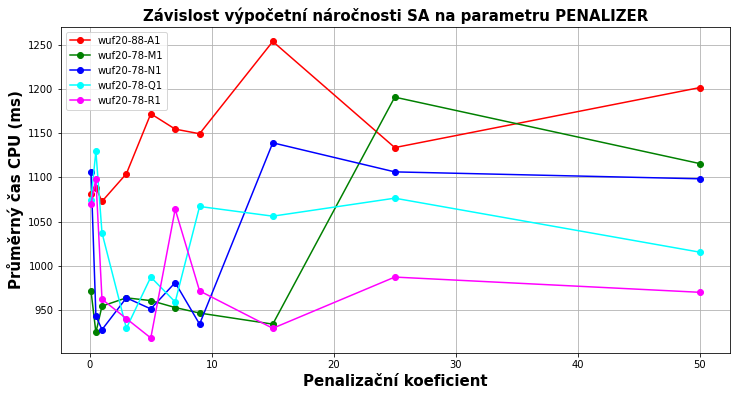 Závislost výpočetní náročnosti SA na parametru PENALIZER
wuf20-88-A1
wuf20-78-M1
wuf20-78-N1
wuf20-78-Q1
wuf20-78-R1
Průměrný čas CPU (ms)
1250
1200
1150
1100
1050
1000
950
0 10 20 30 40 50
Penalizační koeficient